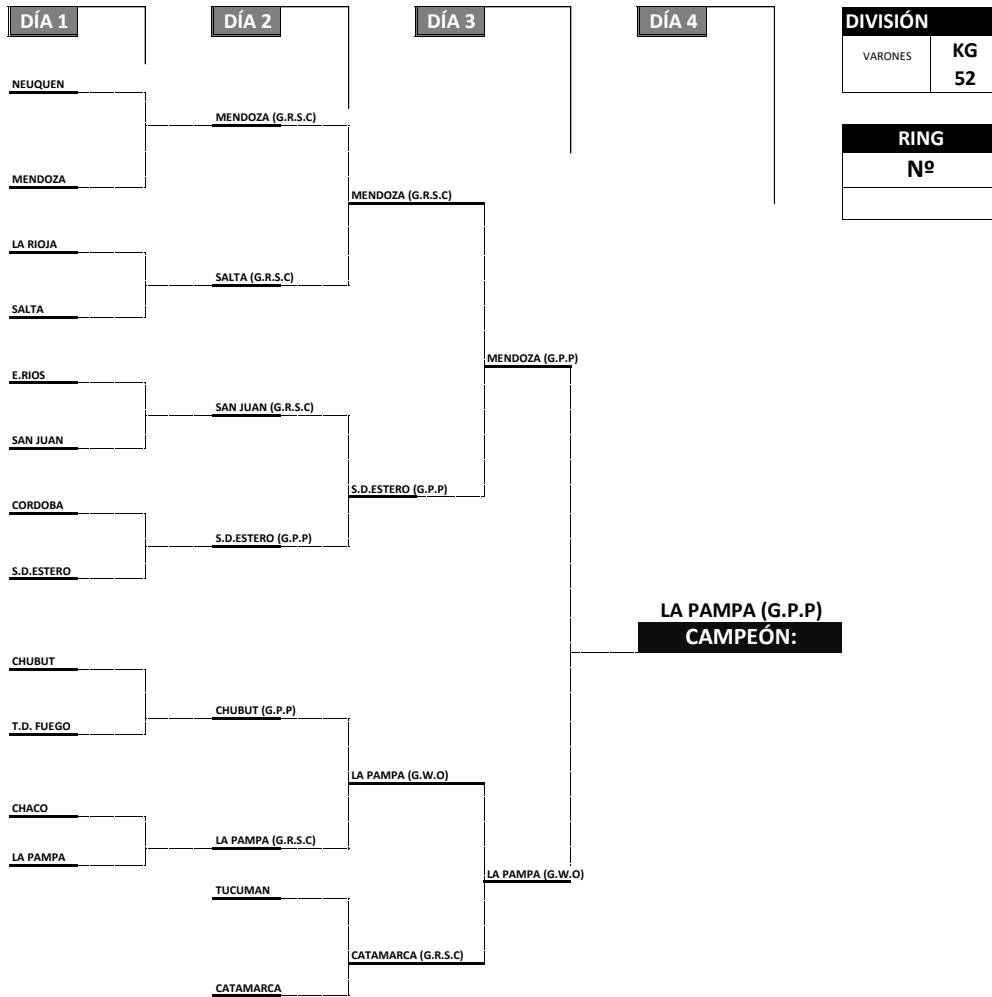 DÍA 1 DÍA 2 DÍA 3 DÍA 4
DIVISIÓN
VARONES
KG
52
RING
Nº
NEUQUEN
MENDOZA (G.R.S.C)
MENDOZA
MENDOZA (G.R.S.C)
LA RIOJA
SALTA (G.R.S.C)
SALTA
MENDOZA (G.P.P)
E.RIOS
SAN JUAN (G.R.S.C)
SAN JUAN
S.D.ESTERO (G.P.P)
CORDOBA
S.D.ESTERO (G.P.P)
S.D.ESTERO
LA PAMPA (G.P.P)
CAMPEÓN:
CHUBUT
CHUBUT (G.P.P)
T.D. FUEGO
LA PAMPA (G.W.O)
CHACO
LA PAMPA (G.R.S.C)
LA PAMPA
LA PAMPA (G.W.O)
TUCUMAN
CATAMARCA (G.R.S.C)
CATAMARCA